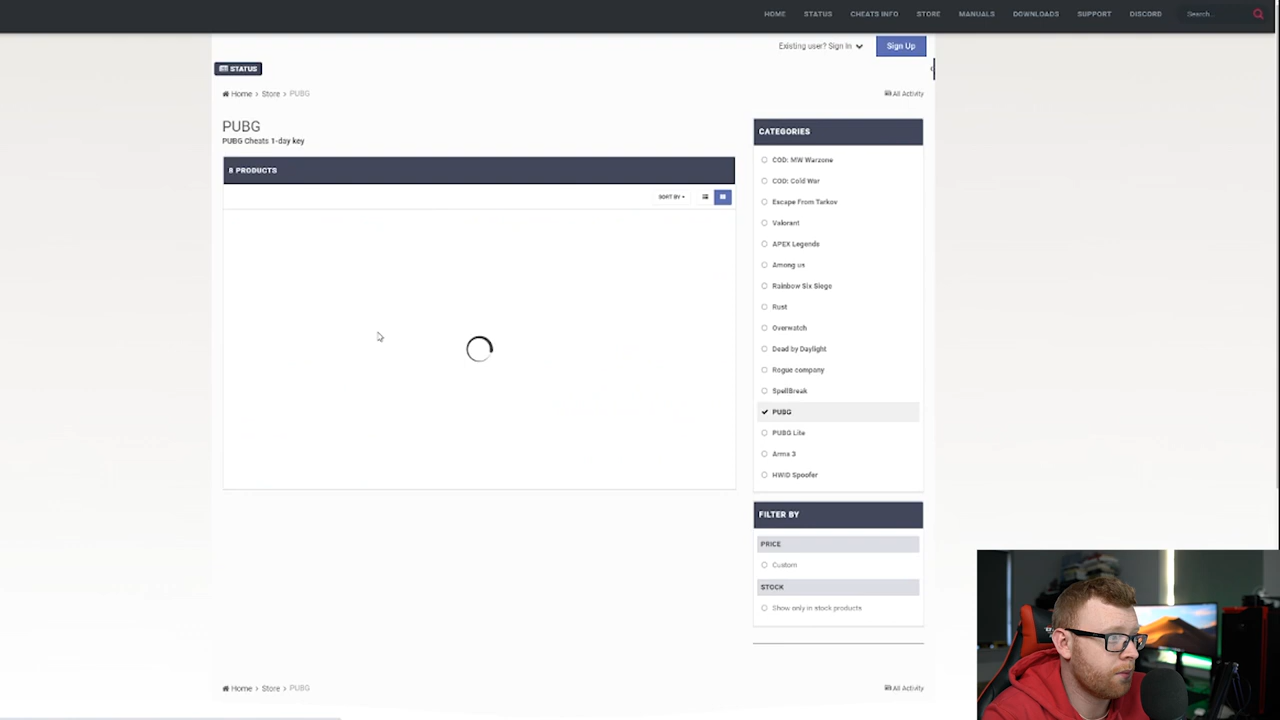 HOME STATUS CHEATS INFO STORE MANUALS DOWNLOADS SUPPORT DISCORD Search...
Existing user? Sign In Sign Up
STATUS
Home > Store > PUBG All Activity
PUBG
PUBG Cheats 1-day key
8 PRODUCTS
SORT BY
CATEGORIES
COD: MW Warzone
COD: Cold War
Escape From Tarkov
Valorant
APEX Legends
Among us
Rainbow Six Siege
Rust
Overwatch
Dead by Daylight
Rogue company
SpellBreak
PUBG
PUBG Lite
Arma 3
HWID Spoofer
FILTER BY
PRICE
Custom
STOCK
Show only in stock products
Home > Store > PUBG All Activity